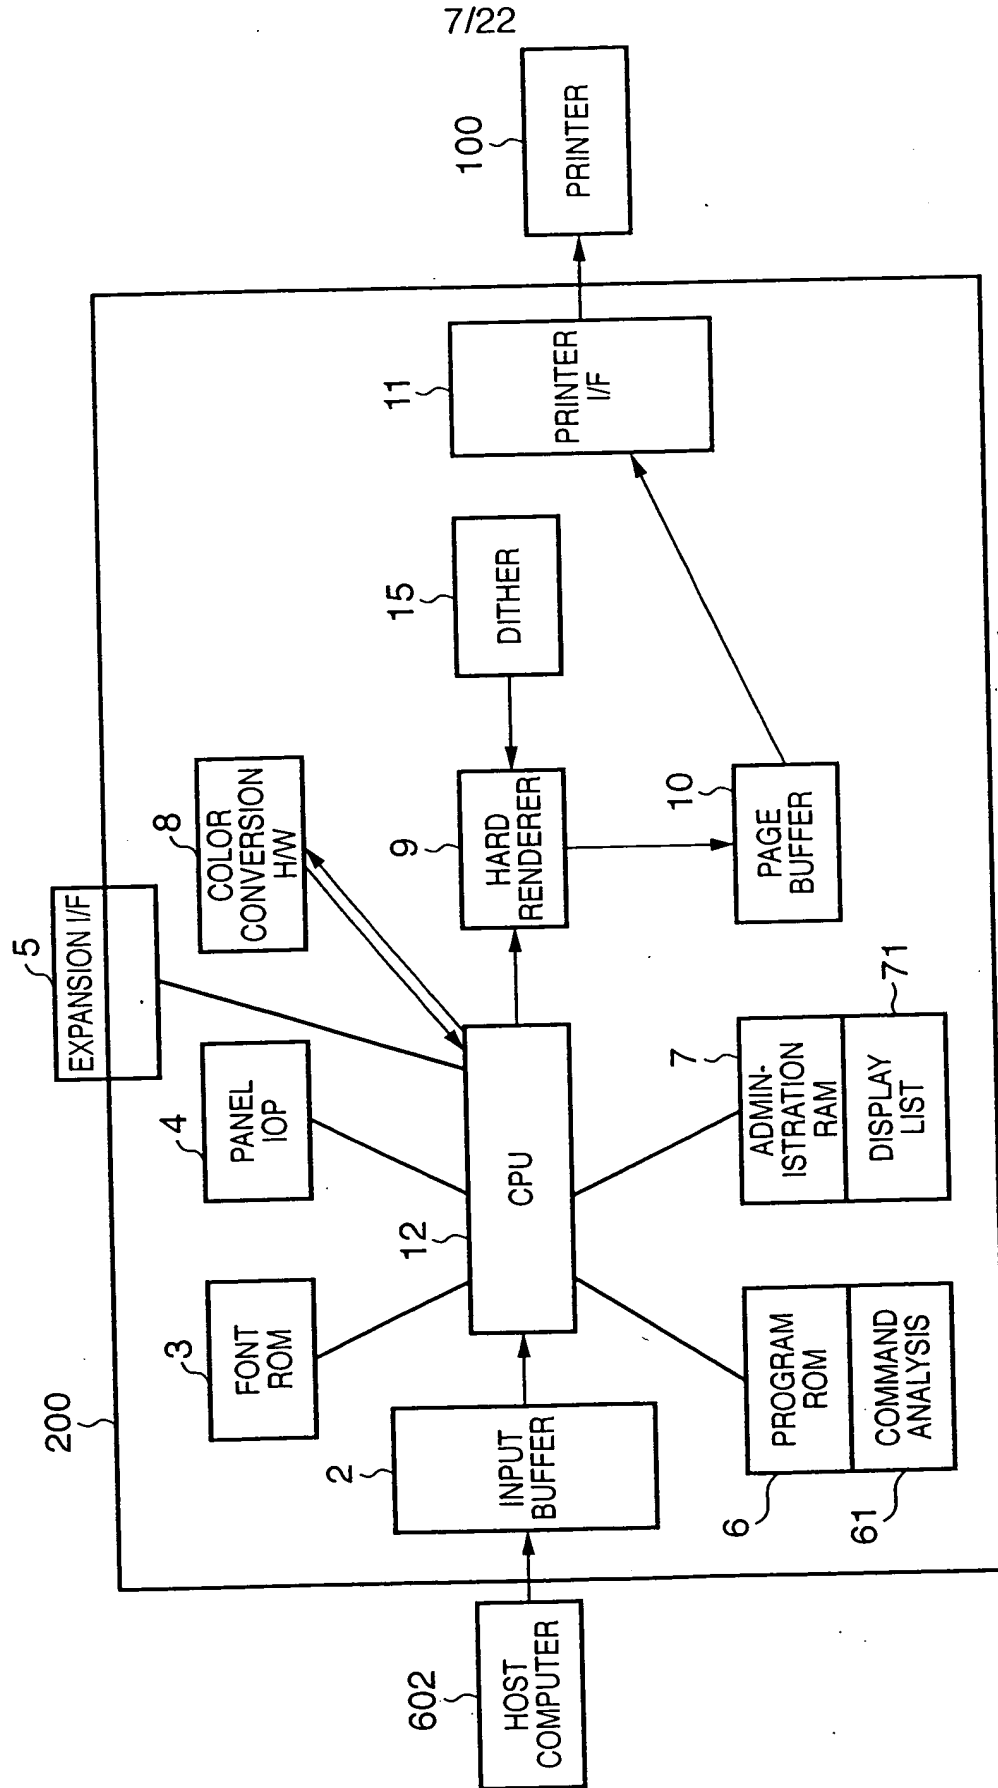 7/22
200
5
EXPANSION I/F
3
FONT
ROM
4
PANEL
IOP
8
COLOR
CONVERSION
H/W
602
HOST
COMPUTER
2
INPUT
BUFFER
12
CPU
9
HARD
RENDERER
15
DITHER
11
PRINTER
I/F
100
PRINTER
6
PROGRAM
ROM
61
COMMAND
ANALYSIS
7
ADMIN-
ISTRATION
RAM
71
DISPLAY
LIST
10
PAGE
BUFFER